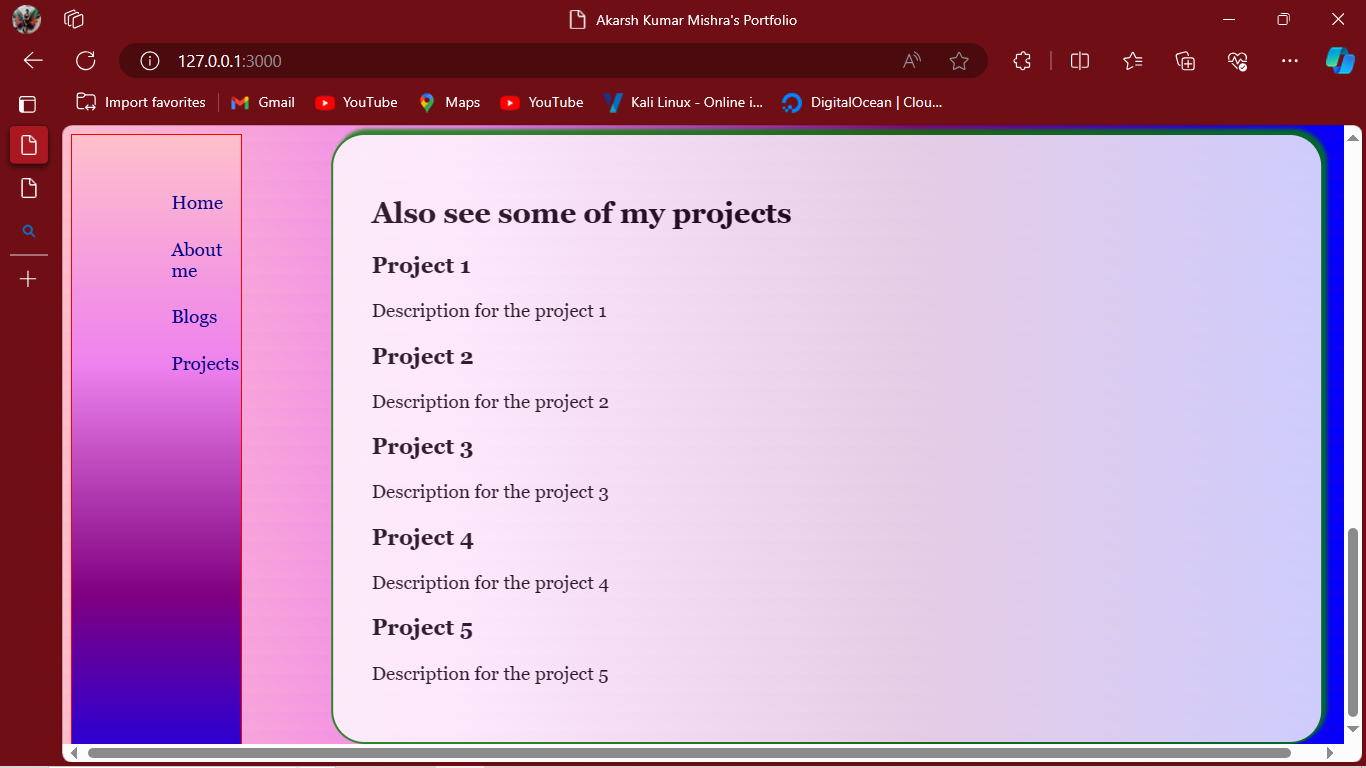 Akarsh Kumar Mishra's Portfolio
127.0.0.1:3000
Import favorites Gmail YouTube Maps YouTube Kali Linux - Online i... DigitalOcean | Clou...
Home
About
me
Blogs
Projects
Also see some of my projects
Project 1
Description for the project 1
Project 2
Description for the project 2
Project 3
Description for the project 3
Project 4
Description for the project 4
Project 5
Description for the project 5